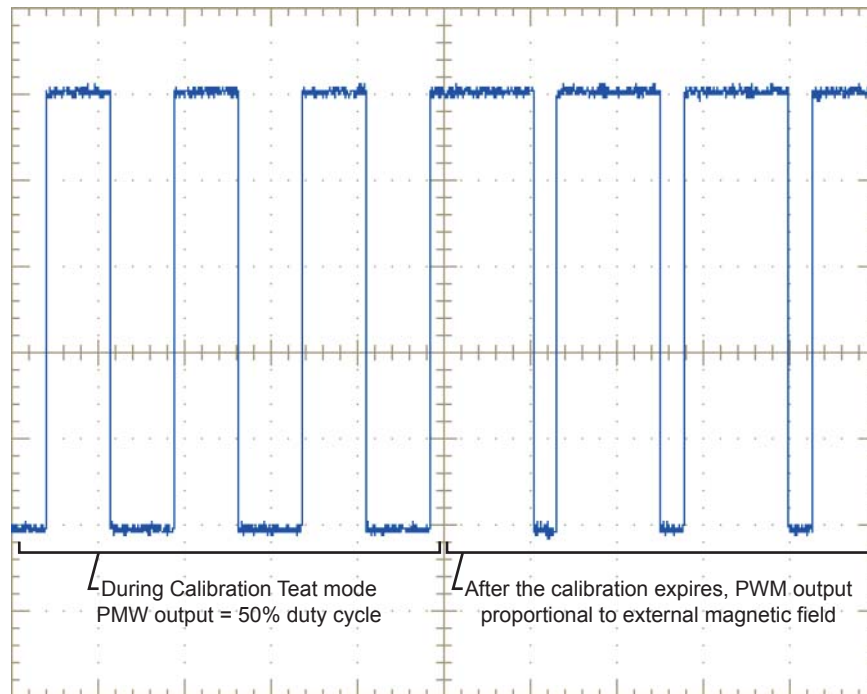 During Calibration Teat mode
PMW output = 50% duty cycle
After the calibration expires, PWM output
proportional to external magnetic field